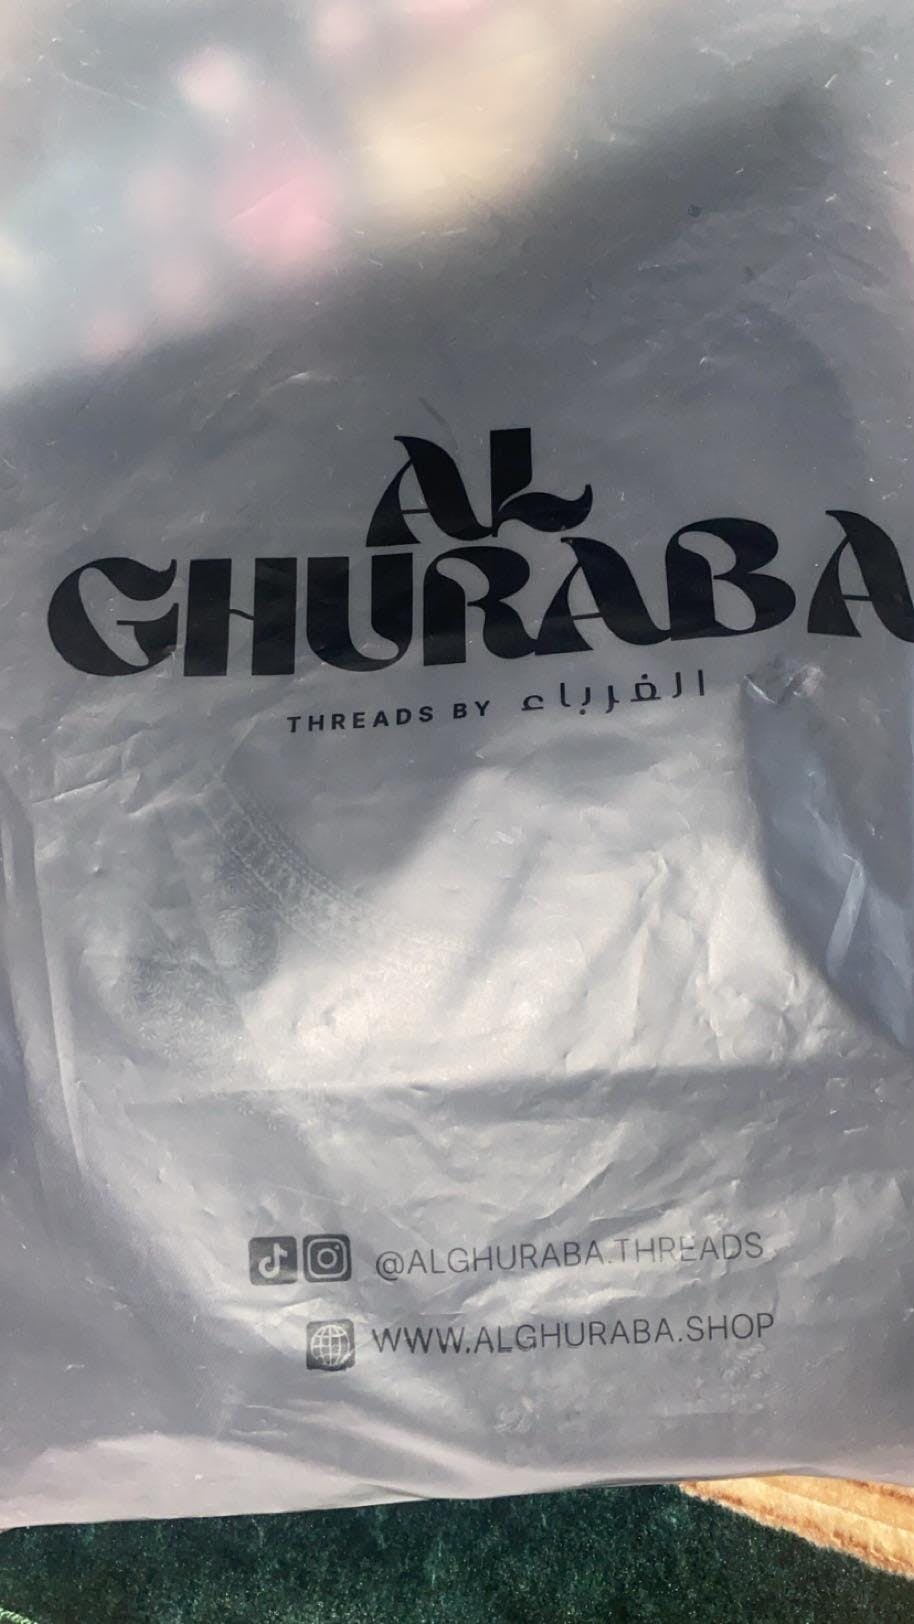 AL
GHURABA
THREADS BY الغرباء
@ALGHURABA.THREADS
WWW.ALGHURABA.SHOP